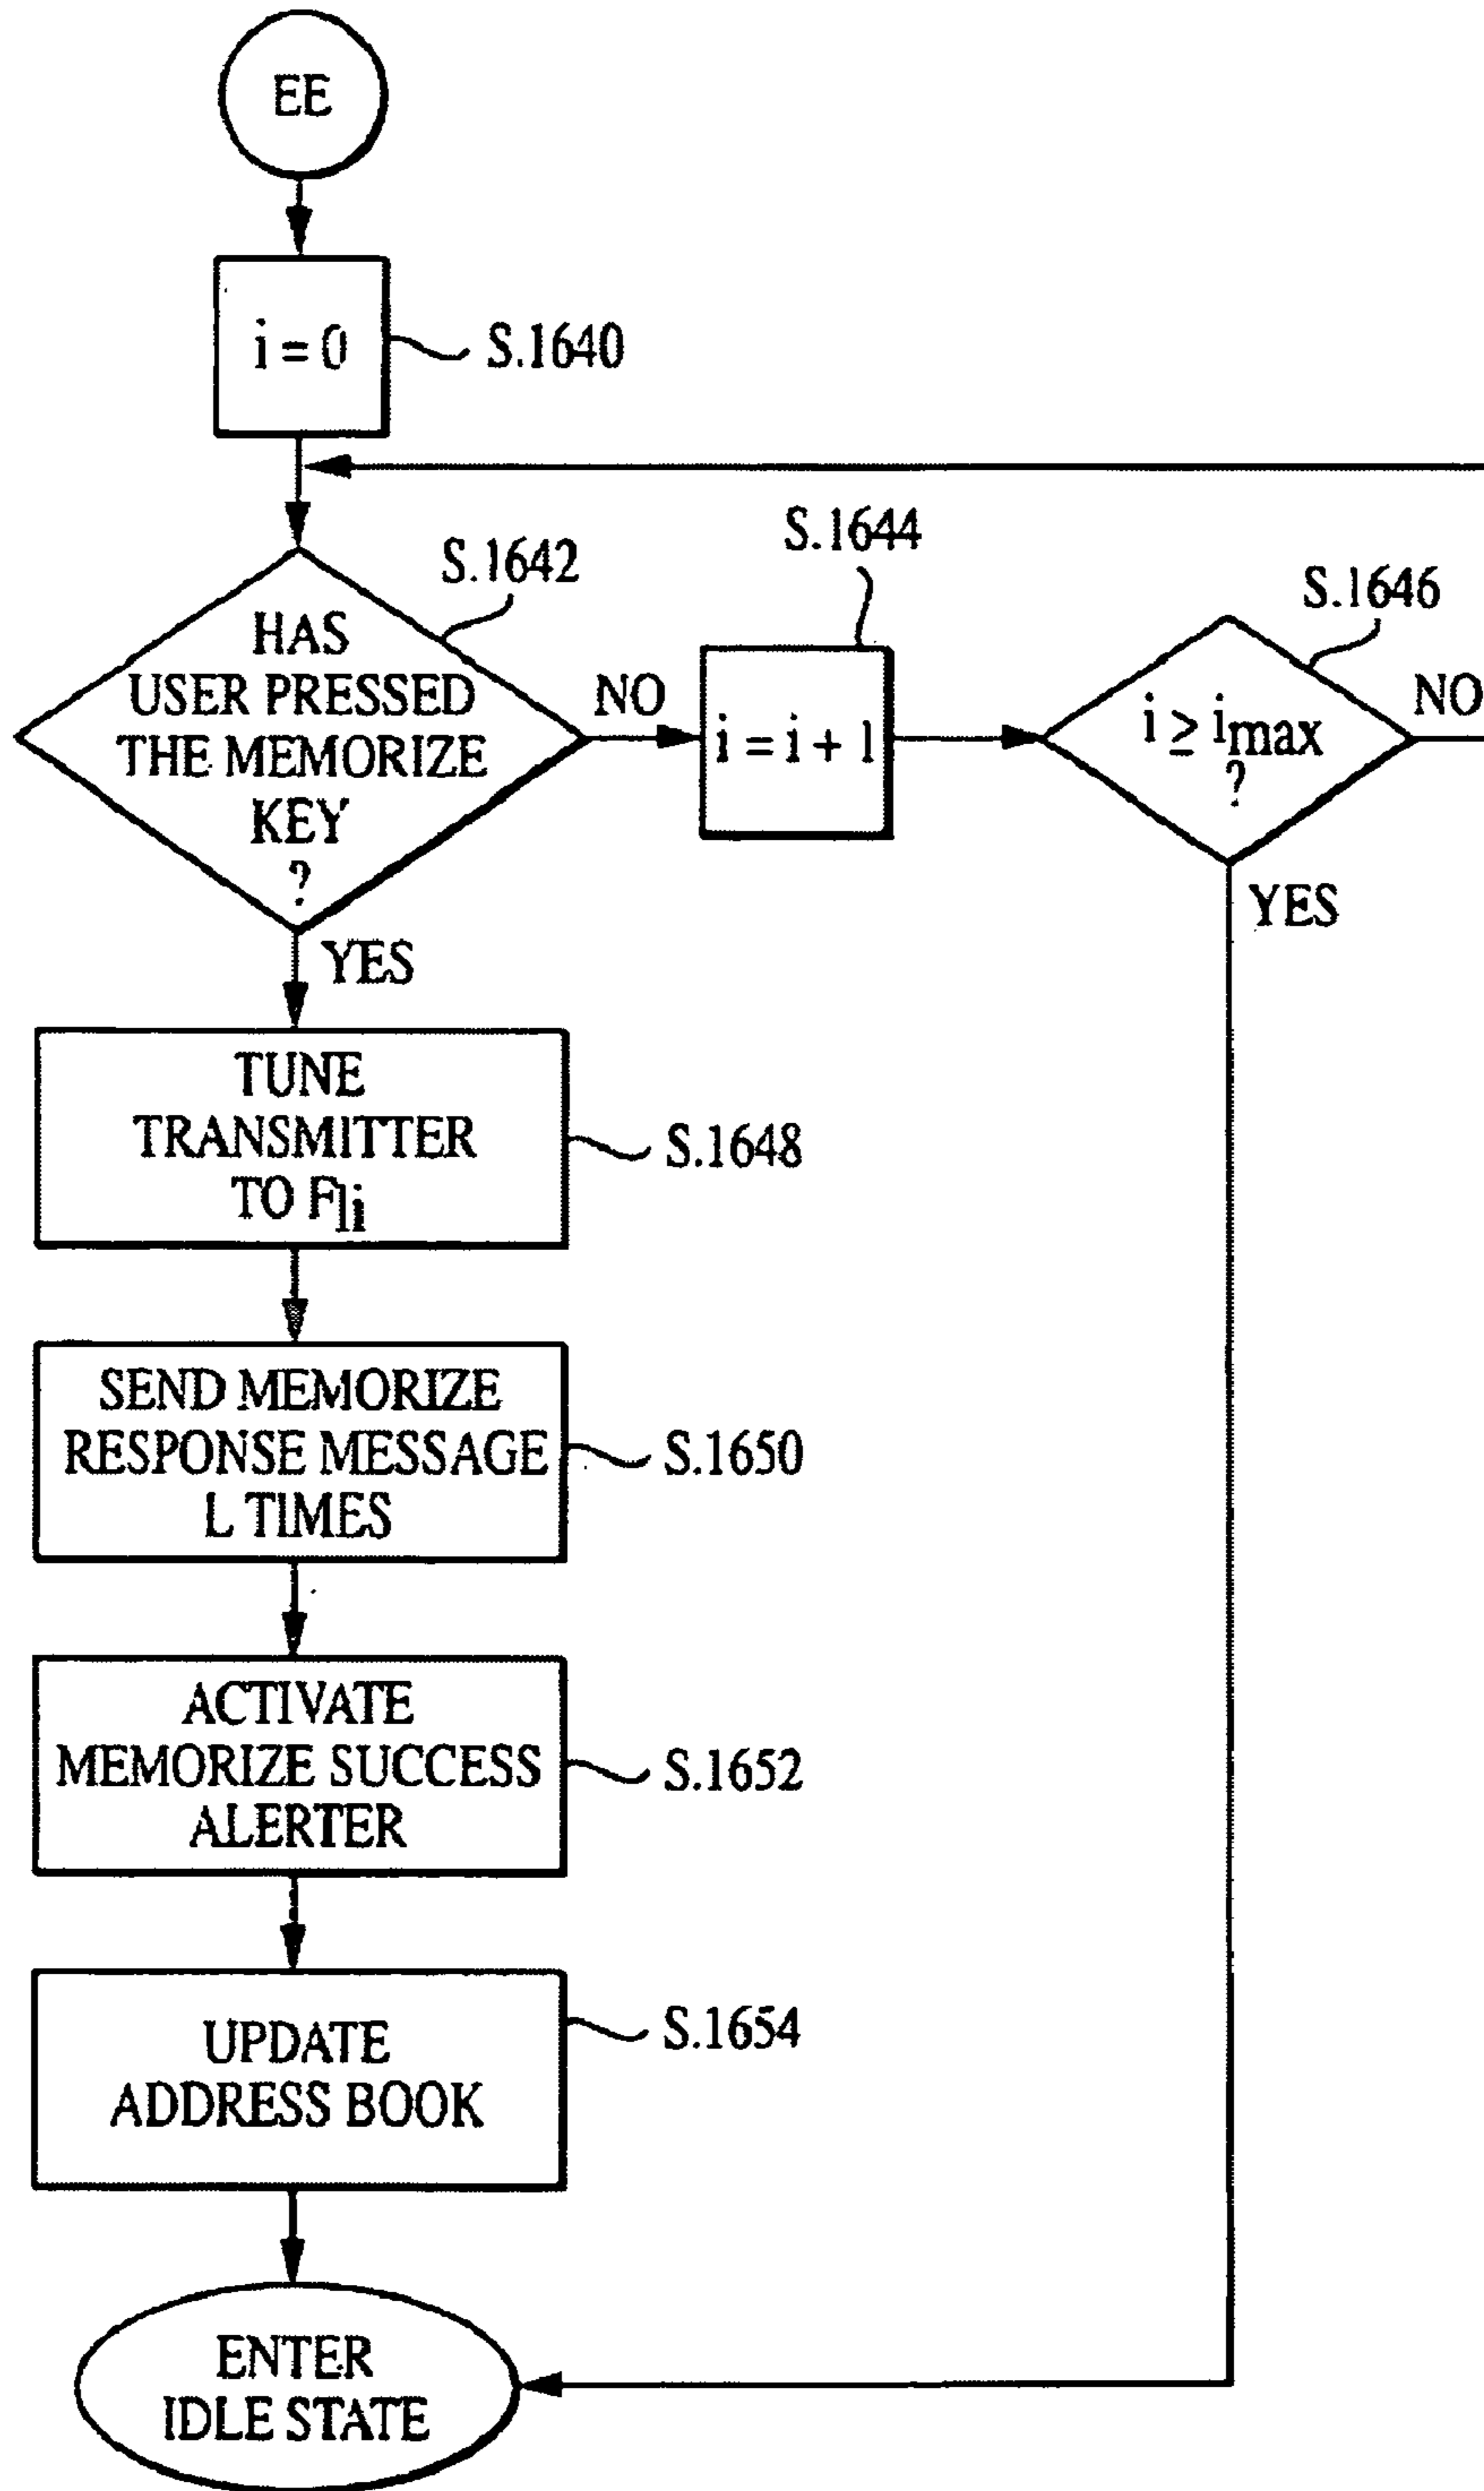 EE
i = 0
S.1640
S.1642
HAS
USER PRESSED
THE MEMORIZE
KEY
?
NO
S.1644
i = i + 1
S.1646
i ≥ imax
?
NO
YES
YES
TUNE
TRANSMITTER
TO F1i
S.1648
SEND MEMORIZE
RESPONSE MESSAGE
L TIMES
S.1650
ACTIVATE
MEMORIZE SUCCESS
ALERTER
S.1652
UPDATE
ADDRESS BOOK
S.1654
ENTER
IDLE STATE